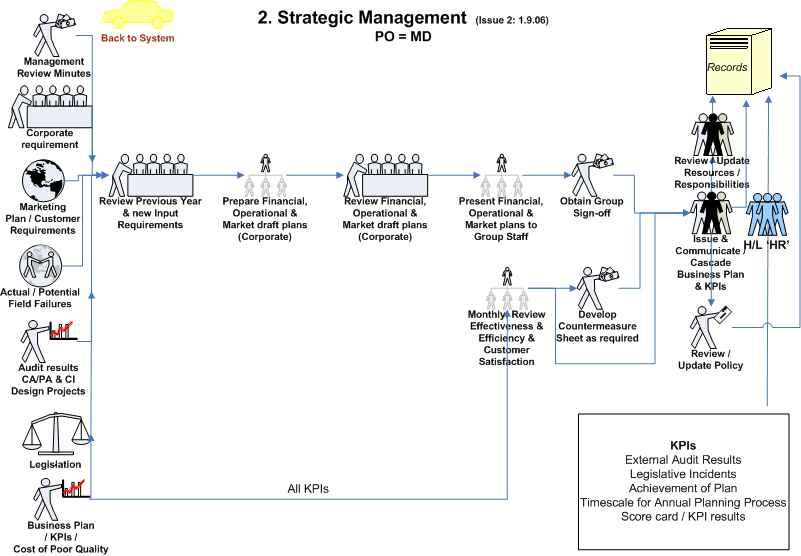 2. Strategic Management (Issue 2: 1.9.06)
PO = MD
Back to System
Management
Review Minutes
Corporate
requirement
Marketing
Plan / Customer
Requirements
Actual / Potential
Field Failures
Audit results
CA/PA & CI
Design Projects
Legislation
Business Plan
/ KPIs /
Cost of Poor Quality
Review Previous Year
& new Input
Requirements
Prepare Financial,
Operational &
Market draft plans
(Corporate)
Review Financial,
Operational &
Market draft plans
(Corporate)
Present Financial,
Operational &
Market plans to
Group Staff
Obtain Group
Sign-off
Monthly Review
Effectiveness &
Efficiency &
Customer
Satisfaction
Develop
Countermeasure
Sheet as required
Records
Review / Update
Resources /
Responsibilities
Issue &
Communicate /
Cascade
Business Plan
& KPIs
H/L ‘HR’
Review /
Update Policy
All KPIs
KPIs
External Audit Results
Legislative Incidents
Achievement of Plan
Timescale for Annual Planning Process
Score card / KPI results